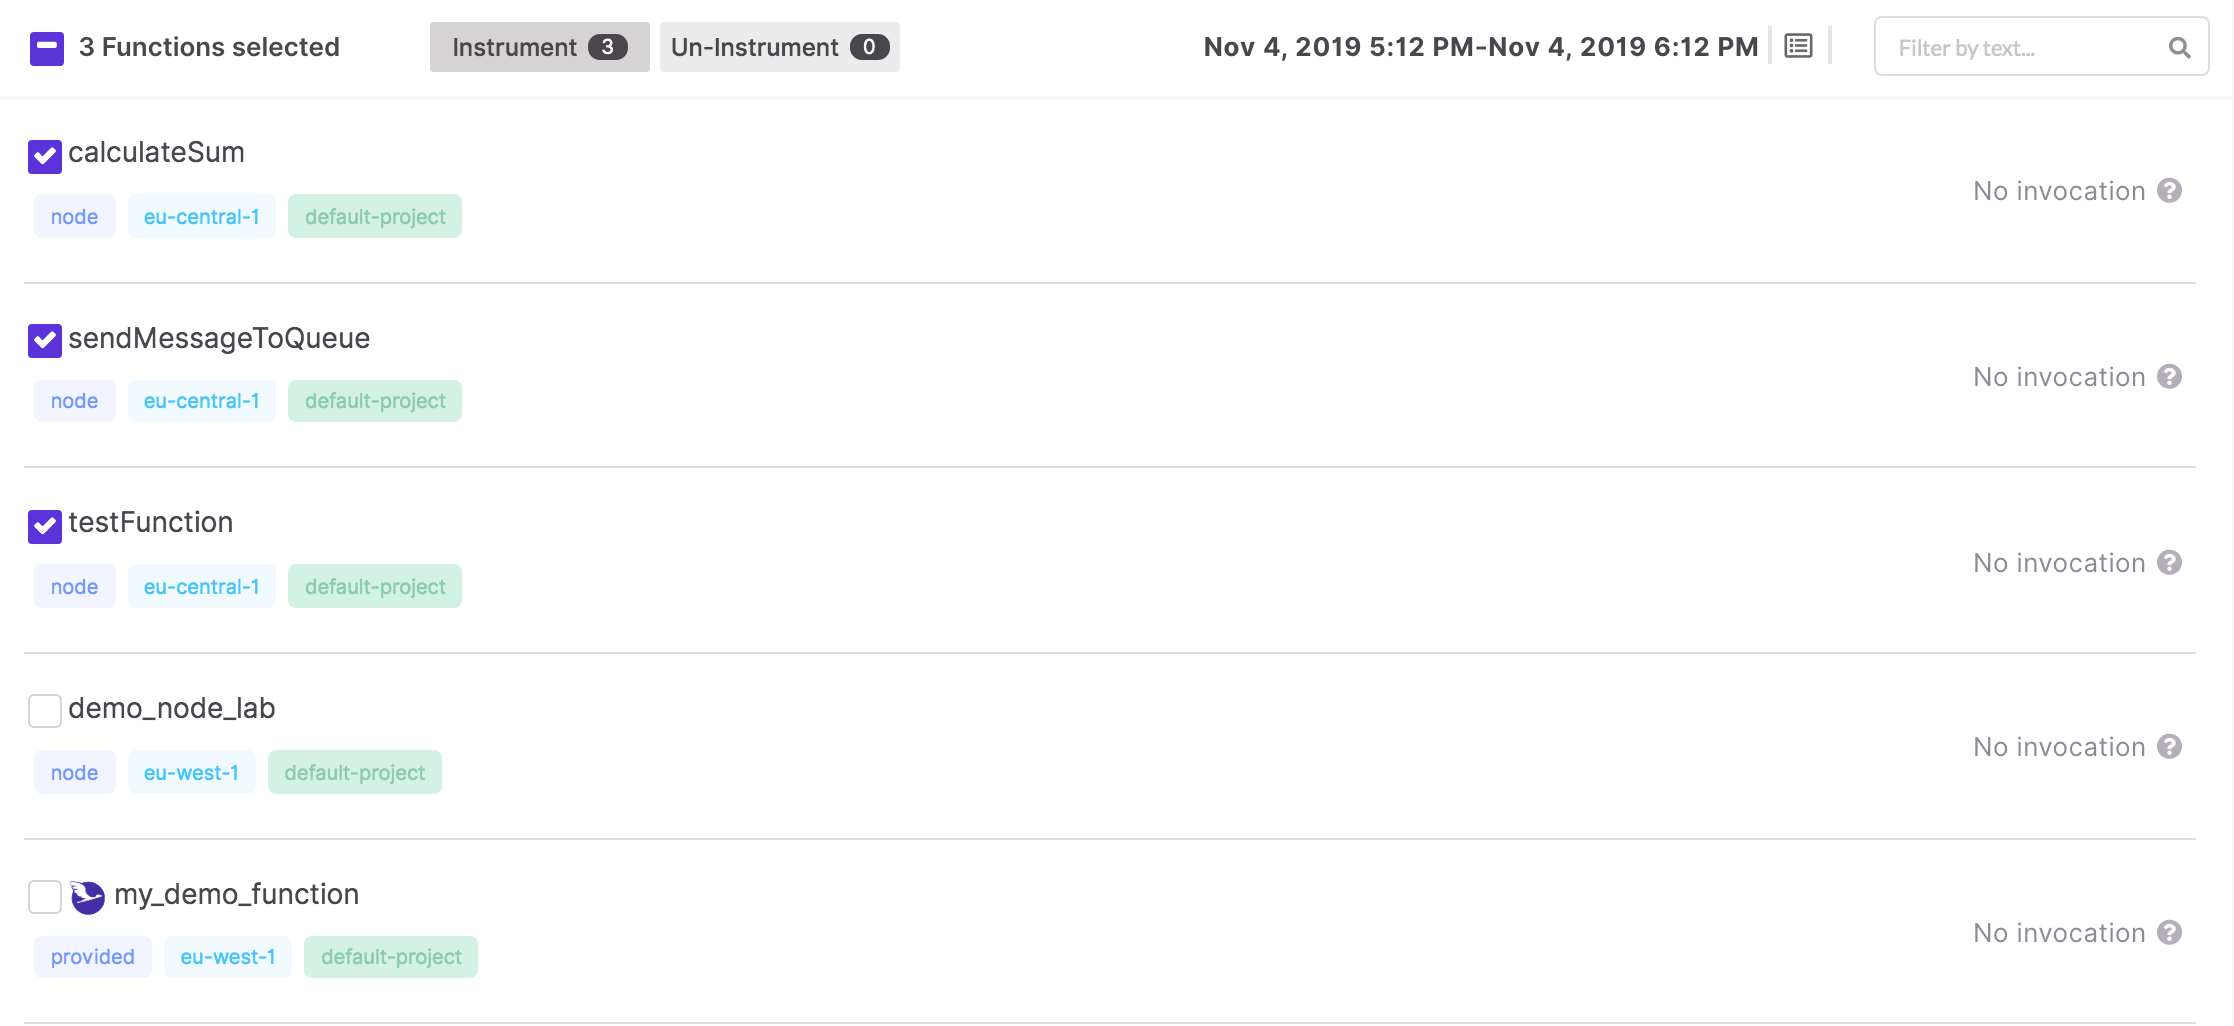 3 Functions selected Instrument 3 Un-Instrument 0 Nov 4, 2019 5:12 PM-Nov 4, 2019 6:12 PM Filter by text...
calculateSum
No invocation ?
node eu-central-1 default-project
sendMessageToQueue
No invocation ?
node eu-central-1 default-project
testFunction
No invocation ?
node eu-central-1 default-project
demo_node_lab
No invocation ?
node eu-west-1 default-project
my_demo_function
No invocation ?
provided eu-west-1 default-project